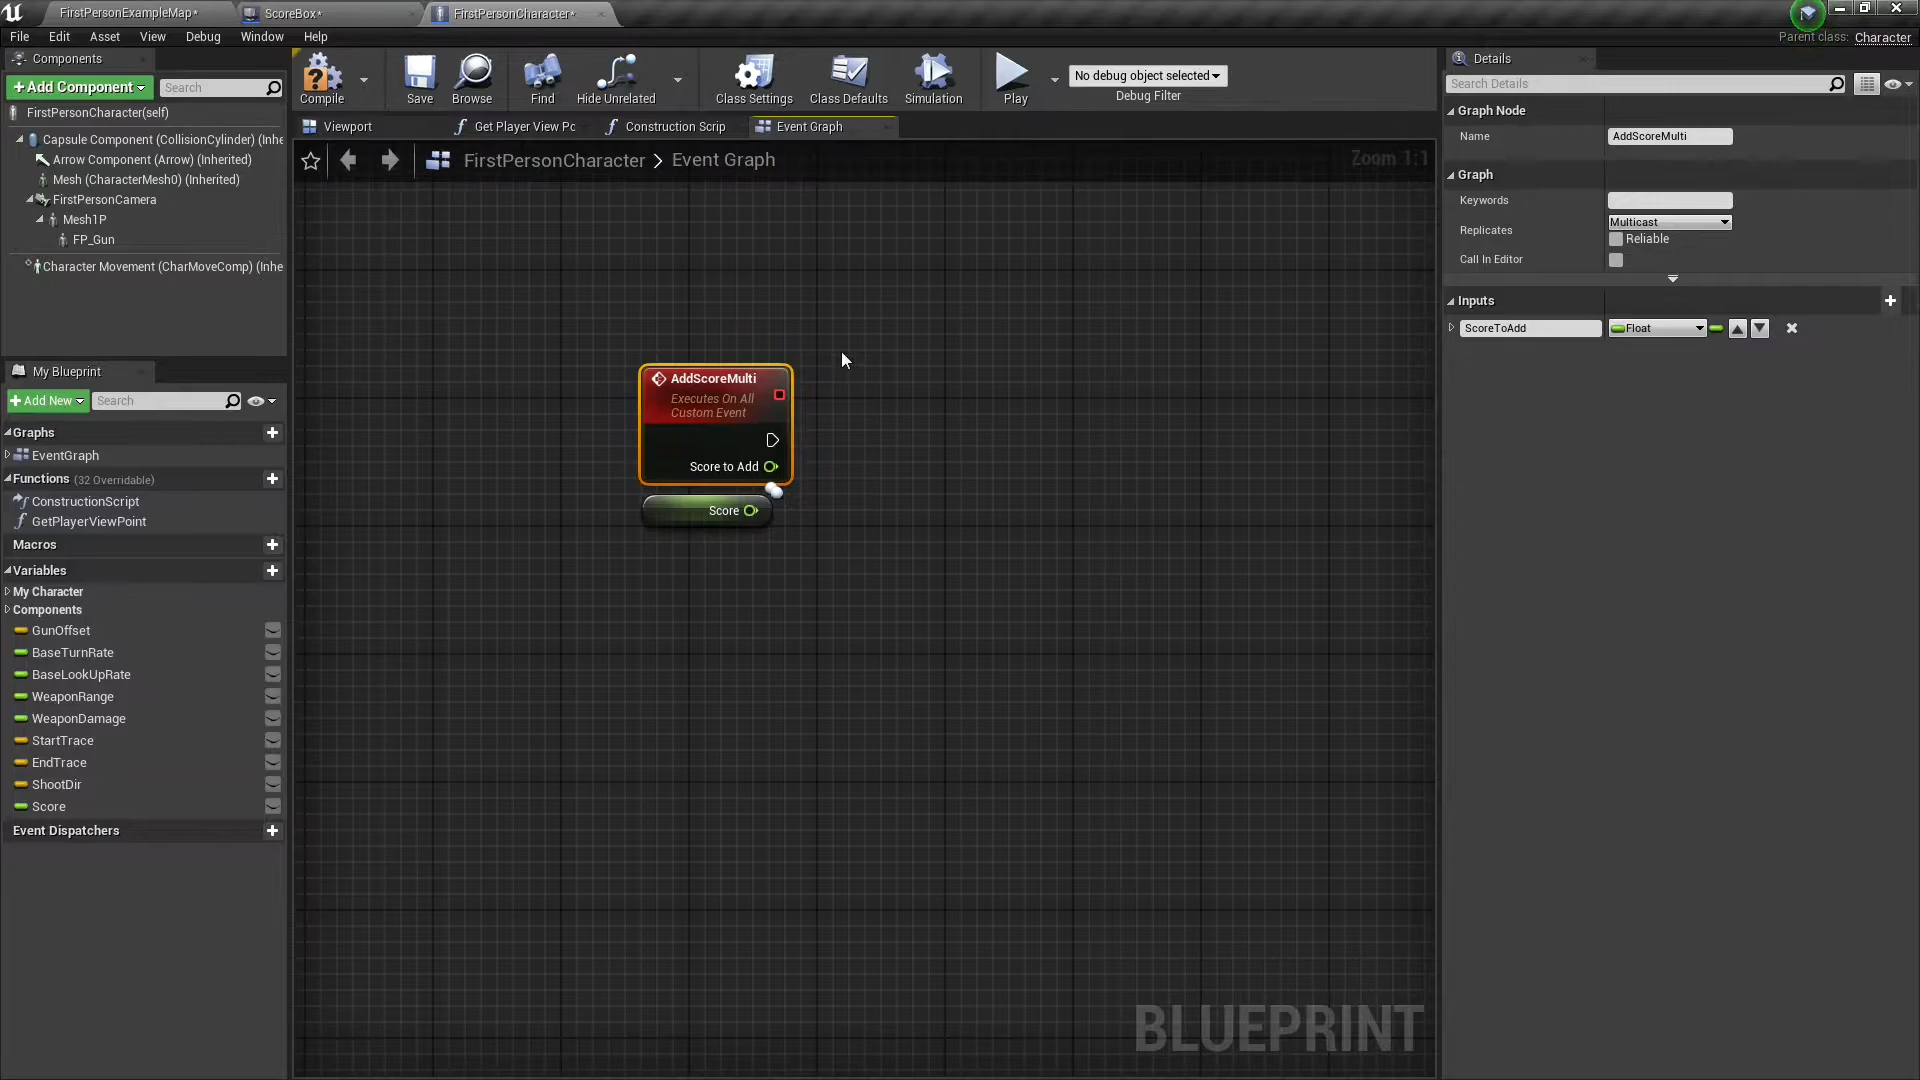 FirstPersonExampleMap*
ScoreBox*
FirstPersonCharacter*
File Edit Asset View Debug Window Help
Parent class: Character
Components
+Add Component
Search
FirstPersonCharacter(self)
Capsule Component (CollisionCylinder) (Inhe
Arrow Component (Arrow) (Inherited)
Mesh (CharacterMesh0) (Inherited)
FirstPersonCamera
Mesh1P
FP_Gun
Character Movement (CharMoveComp) (Inhe
Compile
Save
Browse
Find
Hide Unrelated
Class Settings
Class Defaults
Simulation
Play
No debug object selected
Debug Filter
Viewport
Get Player View Pc
Construction Scrip
Event Graph
FirstPersonCharacter > Event Graph
Zoom 1:1
AddScoreMulti
Executes On All
Custom Event
Score to Add
Score
BLUEPRINT
My Blueprint
+Add New
Search
Graphs
EventGraph
Functions (32 Overridable)
ConstructionScript
GetPlayerViewPoint
Macros
Variables
My Character
Components
GunOffset
BaseTurnRate
BaseLookUpRate
WeaponRange
WeaponDamage
StartTrace
EndTrace
ShootDir
Score
Event Dispatchers
Details
Search Details
Graph Node
Name AddScoreMulti
Graph
Keywords
Replicates Multicast
Reliable
Call In Editor
Inputs
ScoreToAdd Float